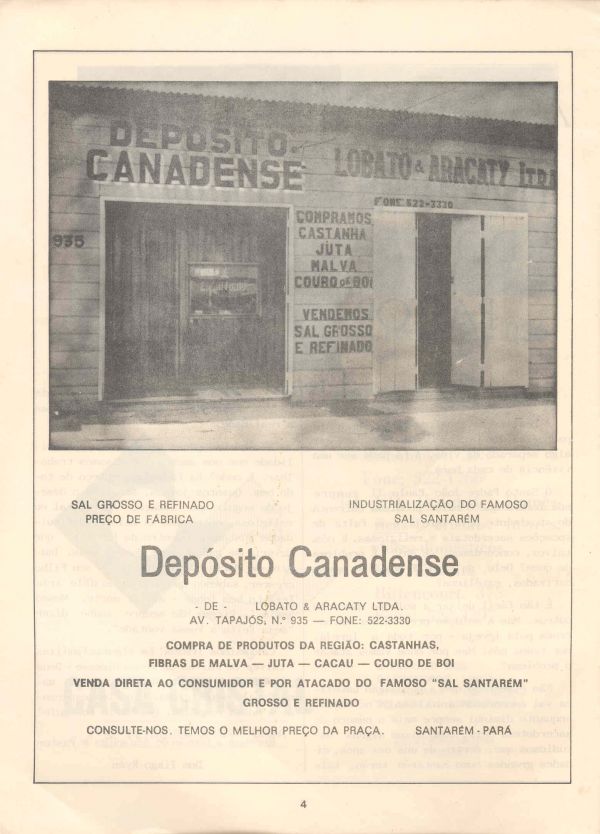 DEPÓSITO.
CANADENSE
LOBATO & ARACATY LTDA
FONE 522-3330
935
COMPRAMOS
CASTANHA
JUTA
MALVA
COURO DE BOI
VENDEMOS
SAL GROSSO
E REFINADO
SAL GROSSO E REFINADO
PREÇO DE FÁBRICA
INDUSTRIALIZAÇÃO DO FAMOSO
SAL SANTARÉM
Depósito Canadense
- DE - LOBATO & ARACATY LTDA.
AV. TAPAJÓS, N.º 935 — FONE: 522-3330
COMPRA DE PRODUTOS DA REGIÃO: CASTANHAS,
FIBRAS DE MALVA — JUTA — CACAU — COURO DE BOI
VENDA DIRETA AO CONSUMIDOR E POR ATACADO DO FAMOSO "SAL SANTARÉM"
GROSSO E REFINADO
CONSULTE-NOS. TEMOS O MELHOR PREÇO DA PRAÇA. SANTARÉM - PARÁ
4